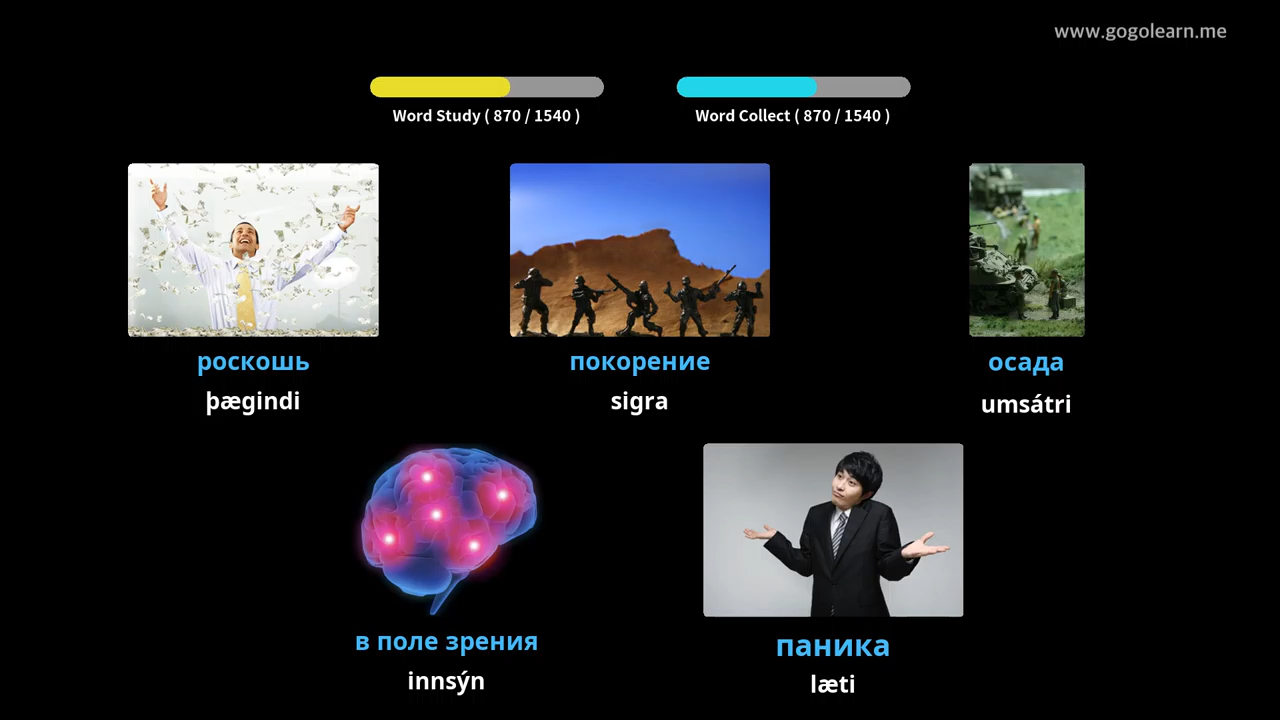 www.gogolearn.me
Word Study ( 870 / 1540 )
Word Collect ( 870 / 1540 )
роскошь
þægindi
покорение
sigra
осада
umsátri
в поле зрения
innsýn
паника
læti